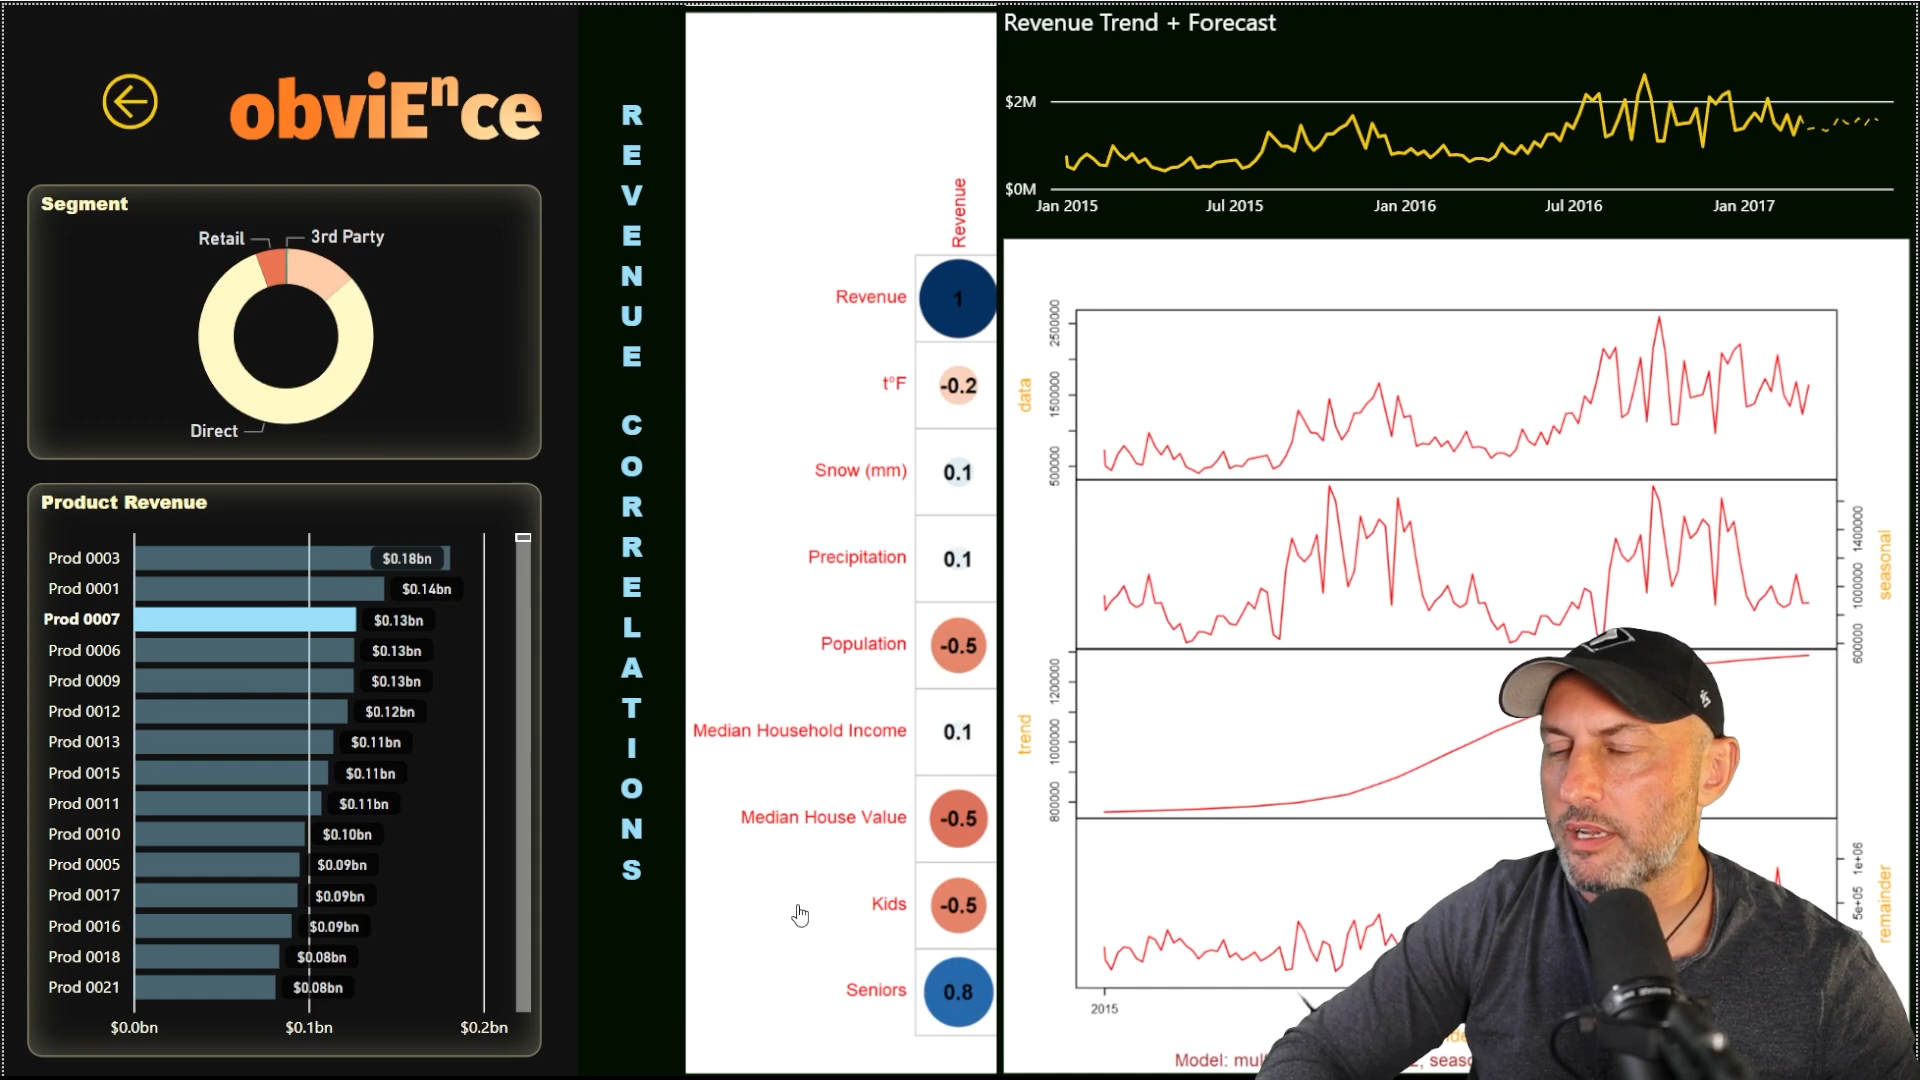 obviEnce
Segment
Retail
3rd Party
Direct
Product Revenue
Prod 0003 $0.18bn
Prod 0001 $0.14bn
Prod 0007 $0.13bn
Prod 0006 $0.13bn
Prod 0009 $0.13bn
Prod 0012 $0.12bn
Prod 0013 $0.11bn
Prod 0015 $0.11bn
Prod 0011 $0.11bn
Prod 0010 $0.10bn
Prod 0005 $0.09bn
Prod 0017 $0.09bn
Prod 0016 $0.09bn
Prod 0018 $0.08bn
Prod 0021 $0.08bn
$0.0bn $0.1bn $0.2bn
REVENUE CORRELATIONS
Revenue
Revenue 1
t°F -0.2
Snow (mm) 0.1
Precipitation 0.1
Population -0.5
Median Household Income 0.1
Median House Value -0.5
Kids -0.5
Seniors 0.8
Revenue Trend + Forecast
$2M
$0M
Jan 2015 Jul 2015 Jan 2016 Jul 2016 Jan 2017
data
500000 1500000 2500000
seasonal
600000 1000000 1400000
trend
800000 1000000 1200000
remainder
5e+05 1e+06
2015
Model: